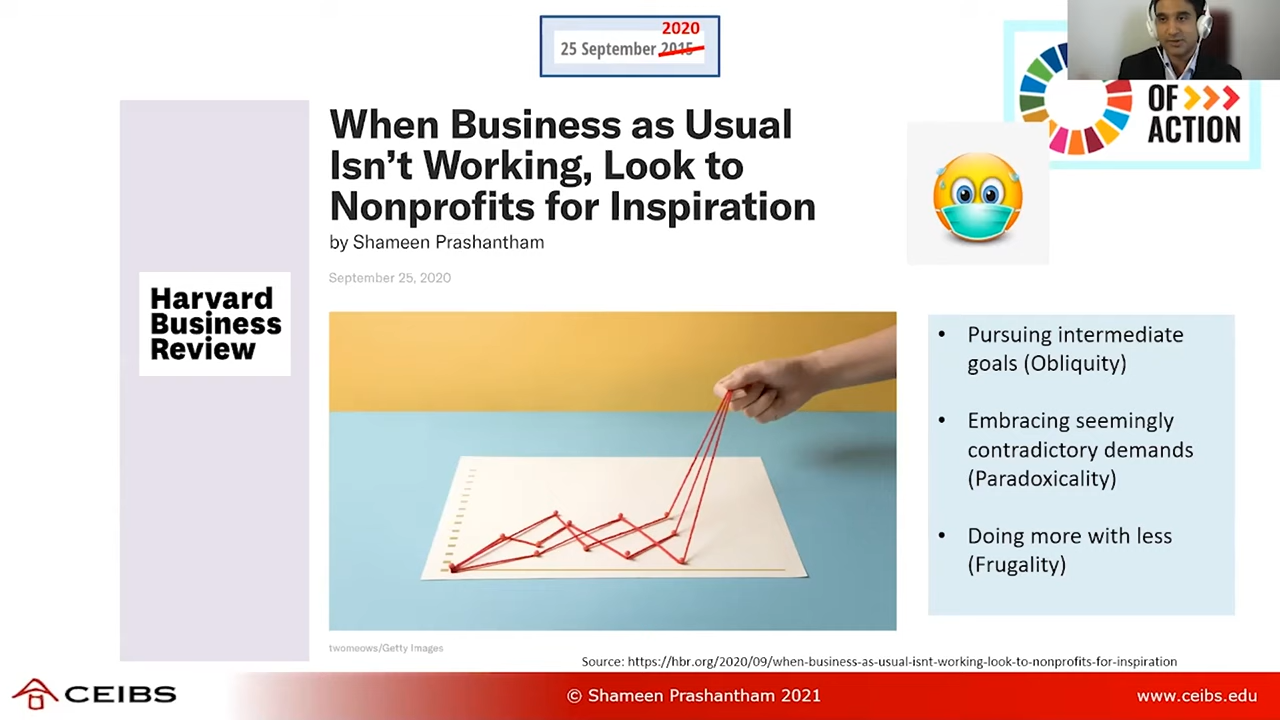 2020
25 September 2015
OF >>>
ACTION
When Business as Usual
Isn't Working, Look to
Nonprofits for Inspiration
by Shameen Prashantham
September 25, 2020
Harvard
Business
Review
• Pursuing intermediate
goals (Obliquity)
• Embracing seemingly
contradictory demands
(Paradoxicality)
• Doing more with less
(Frugality)
twomeows/Getty Images
Source: https://hbr.org/2020/09/when-business-as-usual-isnt-working-look-to-nonprofits-for-inspiration
CEIBS
© Shameen Prashantham 2021
www.ceibs.edu